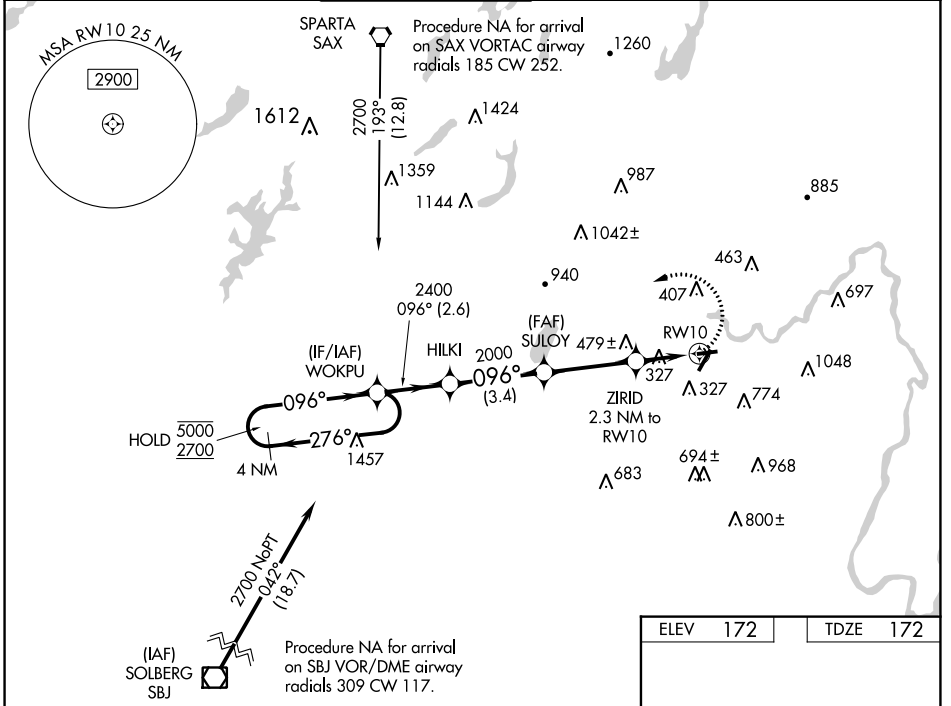 MSA RW10 25 NM
2900
SPARTA
SAX
Procedure NA for arrival
on SAX VORTAC airway
radials 185 CW 252.
1260
2700
193°
(12.8)
1612
1424
1359
1144
987
885
1042±
463
940
407
697
2400
096° (2.6)
(IF/IAF)
WOKPU
HILKI
2000
096°
(3.4)
(FAF)
SULOY
479±
RW10
327
1048
096°
HOLD
5000
2700
276°
4 NM
1457
ZIRID
2.3 NM to
RW10
327
774
683
694±
968
800±
2700 NoPT
042°
(18.7)
(IAF)
SOLBERG
SBJ
Procedure NA for arrival
on SBJ VOR/DME airway
radials 309 CW 117.
ELEV 172
TDZE 172